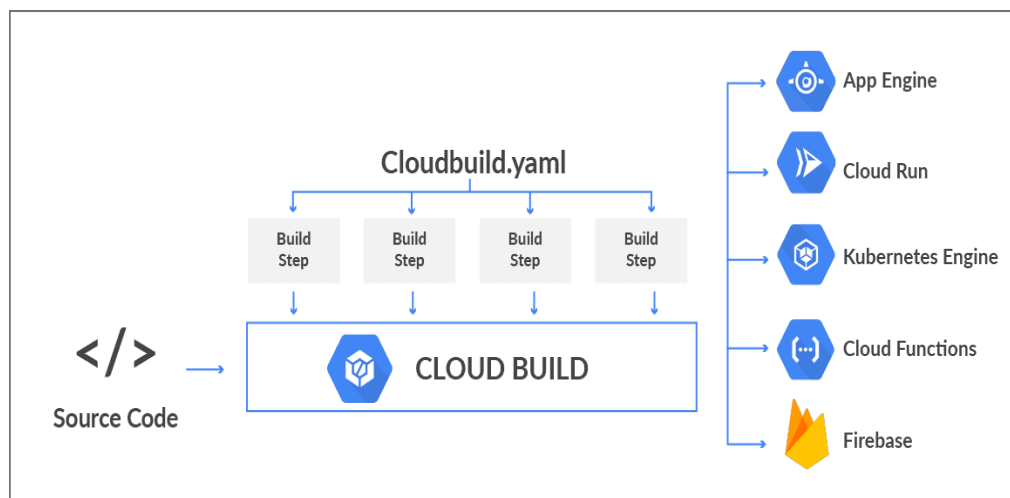 App Engine
Cloudbuild.yaml
Cloud Run
Build
Step
Build
Step
Build
Step
Build
Step
Kubernetes Engine
</>
CLOUD BUILD
Cloud Functions
Source Code
Firebase